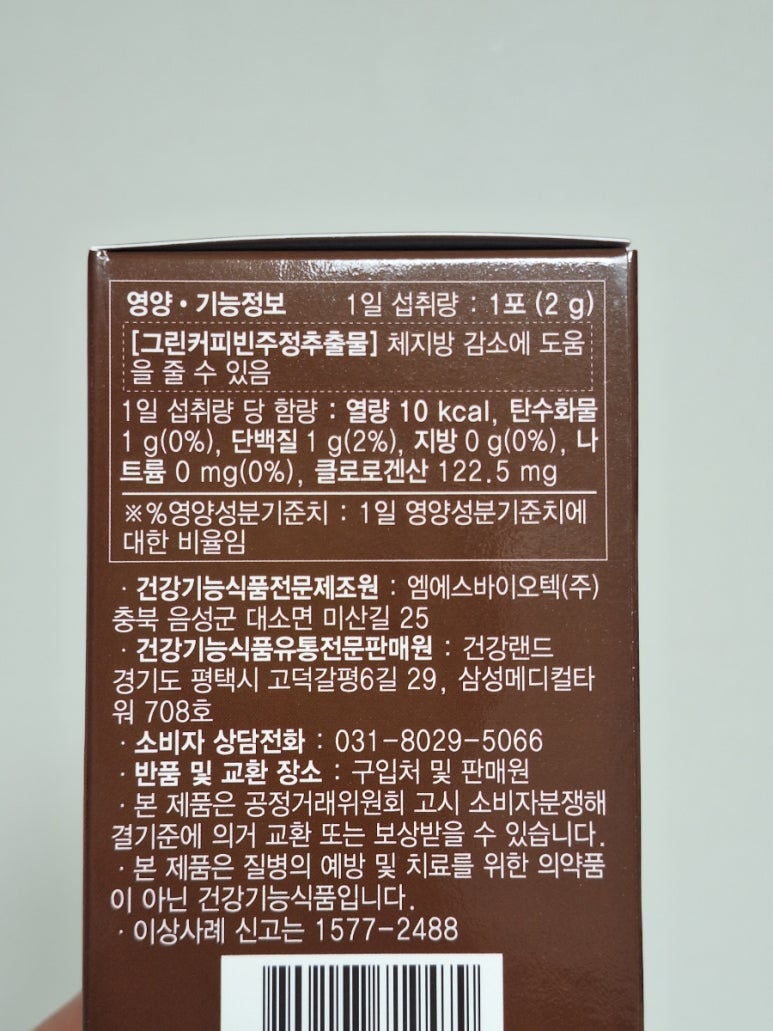 영양 • 기능정보 1일 섭취량 : 1포 (2 g)
[그린커피빈주정추출물] 체지방 감소에 도움
을 줄 수 있음
1일 섭취량 당 함량 : 열량 10 kcal, 탄수화물
1 g(0%), 단백질 1 g(2%), 지방 0 g(0%), 나
트륨 0 mg(0%), 클로로겐산 122.5 mg
※%영양성분기준치 : 1일 영양성분기준치에
대한 비율임
· 건강기능식품전문제조원 : 엠에스바이오텍(주)
충북 음성군 대소면 미산길 25
· 건강기능식품유통전문판매원 : 건강랜드
경기도 평택시 고덕갈평6길 29, 삼성메디컬타
워 708호
· 소비자 상담전화 : 031-8029-5066
· 반품 및 교환 장소 : 구입처 및 판매원
· 본 제품은 공정거래위원회 고시 소비자분쟁해
결기준에 의거 교환 또는 보상받을 수 있습니다.
· 본 제품은 질병의 예방 및 치료를 위한 의약품
이 아닌 건강기능식품입니다.
· 이상사례 신고는 1577-2488